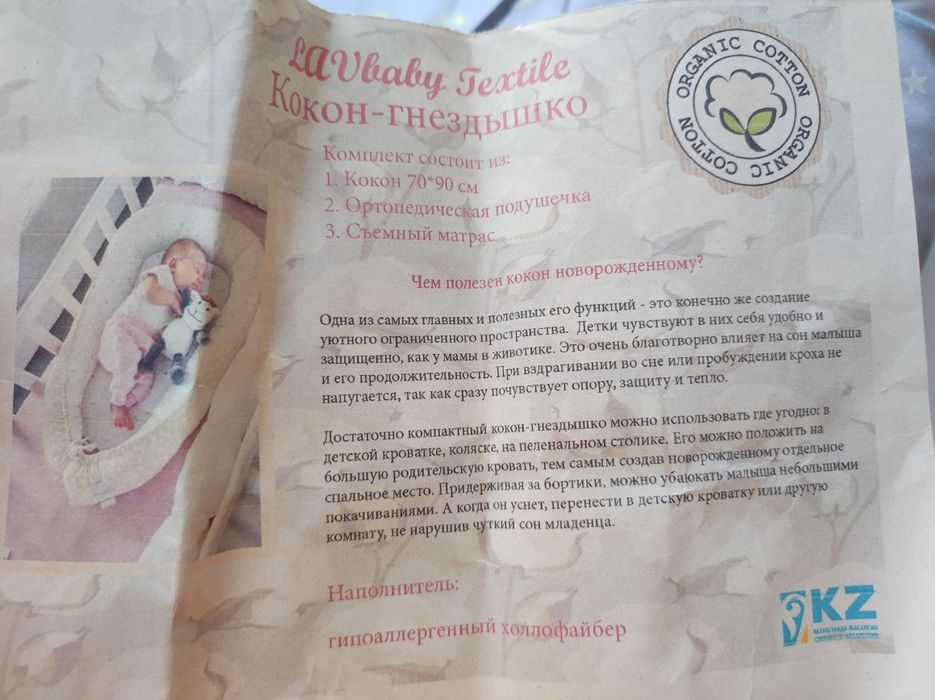 LAVbaby Textile
Кокон-гнездышко
ORGANIC COTTON ORGANIC COTTON
Комплект состоит из:
1. Кокон 70*90 см
2. Ортопедическая подушечка
3. Съемный матрас
Чем полезен кокон новорожденному?
Одна из самых главных и полезных его функций - это конечно же создание
уютного ограниченного пространства. Детки чувствуют в них себя удобно и
защищенно, как у мамы в животике. Это очень благотворно влияет на сон малыша
и его продолжительность. При вздрагивании во сне или пробуждении кроха не
напугается, так как сразу почувствует опору, защиту и тепло.
Достаточно компактный кокон-гнездышко можно использовать где угодно: в
детской кроватке, коляске, на пеленальном столике. Его можно положить на
большую родительскую кровать, тем самым создав новорожденному отдельное
спальное место. Придерживая за бортики, можно убаюкать малыша небольшими
покачиваниями. А когда он уснет, перенести в детскую кроватку или другую
комнату, не нарушив чуткий сон младенца.
Наполнитель:
гипоаллергенный холлофайбер
KZ
ҚАЗАҚСТАНДА ЖАСАЛҒАН
СДЕЛАНО В КАЗАХСТАНЕ